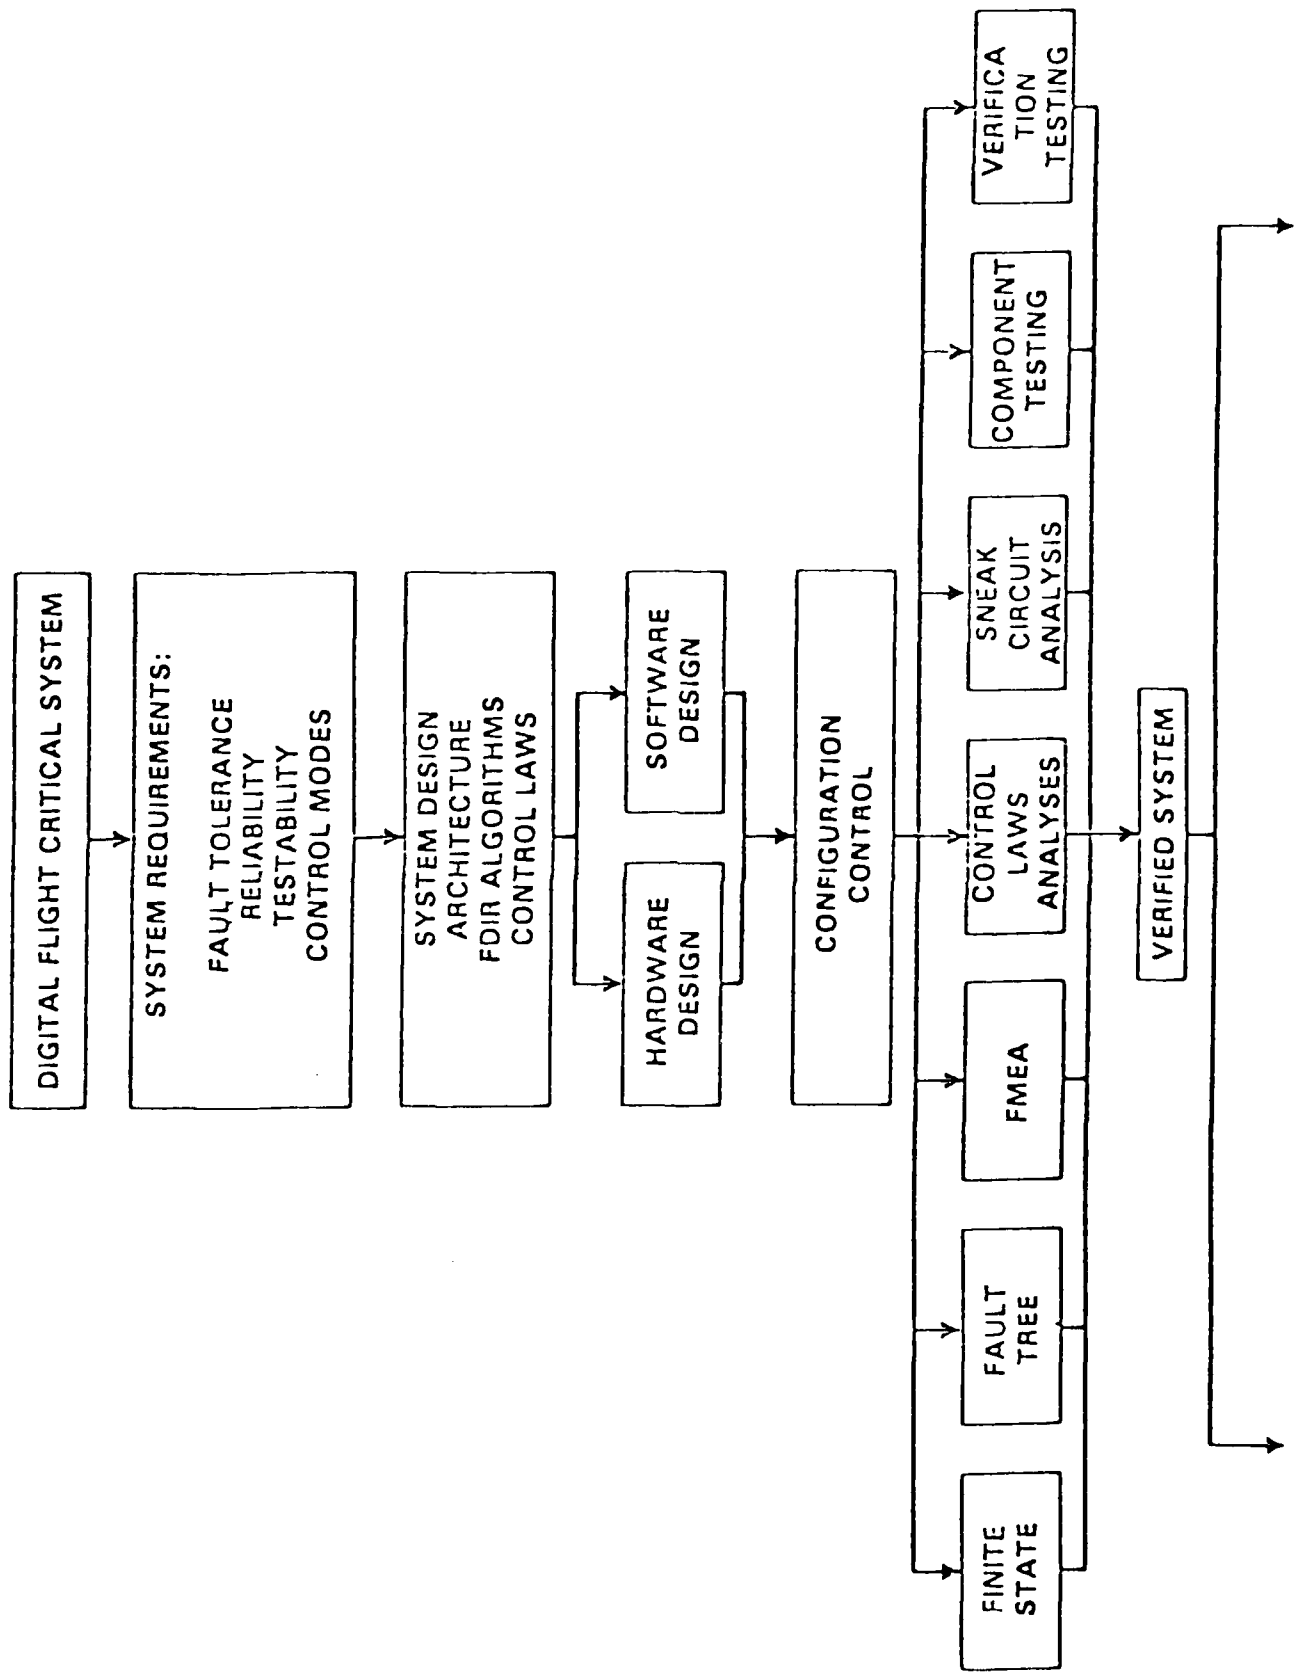 DIGITAL FLIGHT CRITICAL SYSTEM
SYSTEM REQUIREMENTS:
FAULT TOLERANCE
RELIABILITY
TESTABILITY
CONTROL MODES
SYSTEM DESIGN
ARCHITECTURE
FDIR ALGORITHMS
CONTROL LAWS
HARDWARE
DESIGN
SOFTWARE
DESIGN
CONFIGURATION
CONTROL
FINITE
STATE
FAULT
TREE
FMEA
CONTROL
LAWS
ANALYSES
SNEAK
CIRCUIT
ANALYSIS
COMPONENT
TESTING
VERIFICA
TION
TESTING
VERIFIED SYSTEM